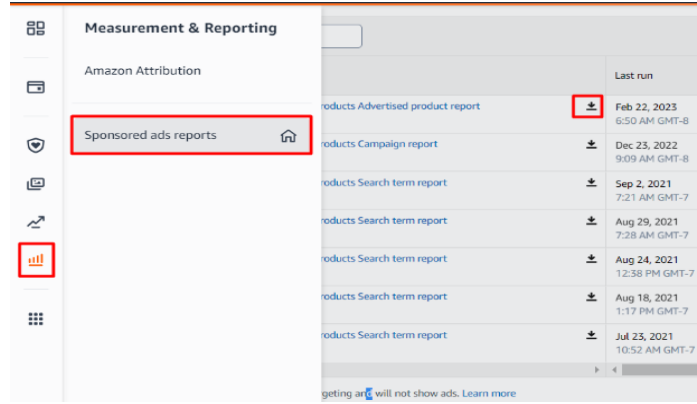 Measurement & Reporting
Amazon Attribution
Sponsored ads reports
Last run
roducts Advertised product report
Feb 22, 2023
6:50 AM GMT-8
roducts Campaign report
Dec 23, 2022
9:09 AM GMT-8
roducts Search term report
Sep 2, 2021
7:21 AM GMT-7
roducts Search term report
Aug 29, 2021
7:28 AM GMT-7
roducts Search term report
Aug 24, 2021
12:38 PM GMT-7
roducts Search term report
Aug 18, 2021
1:17 PM GMT-7
roducts Search term report
Jul 23, 2021
10:52 AM GMT-7
geting and will not show ads. Learn more